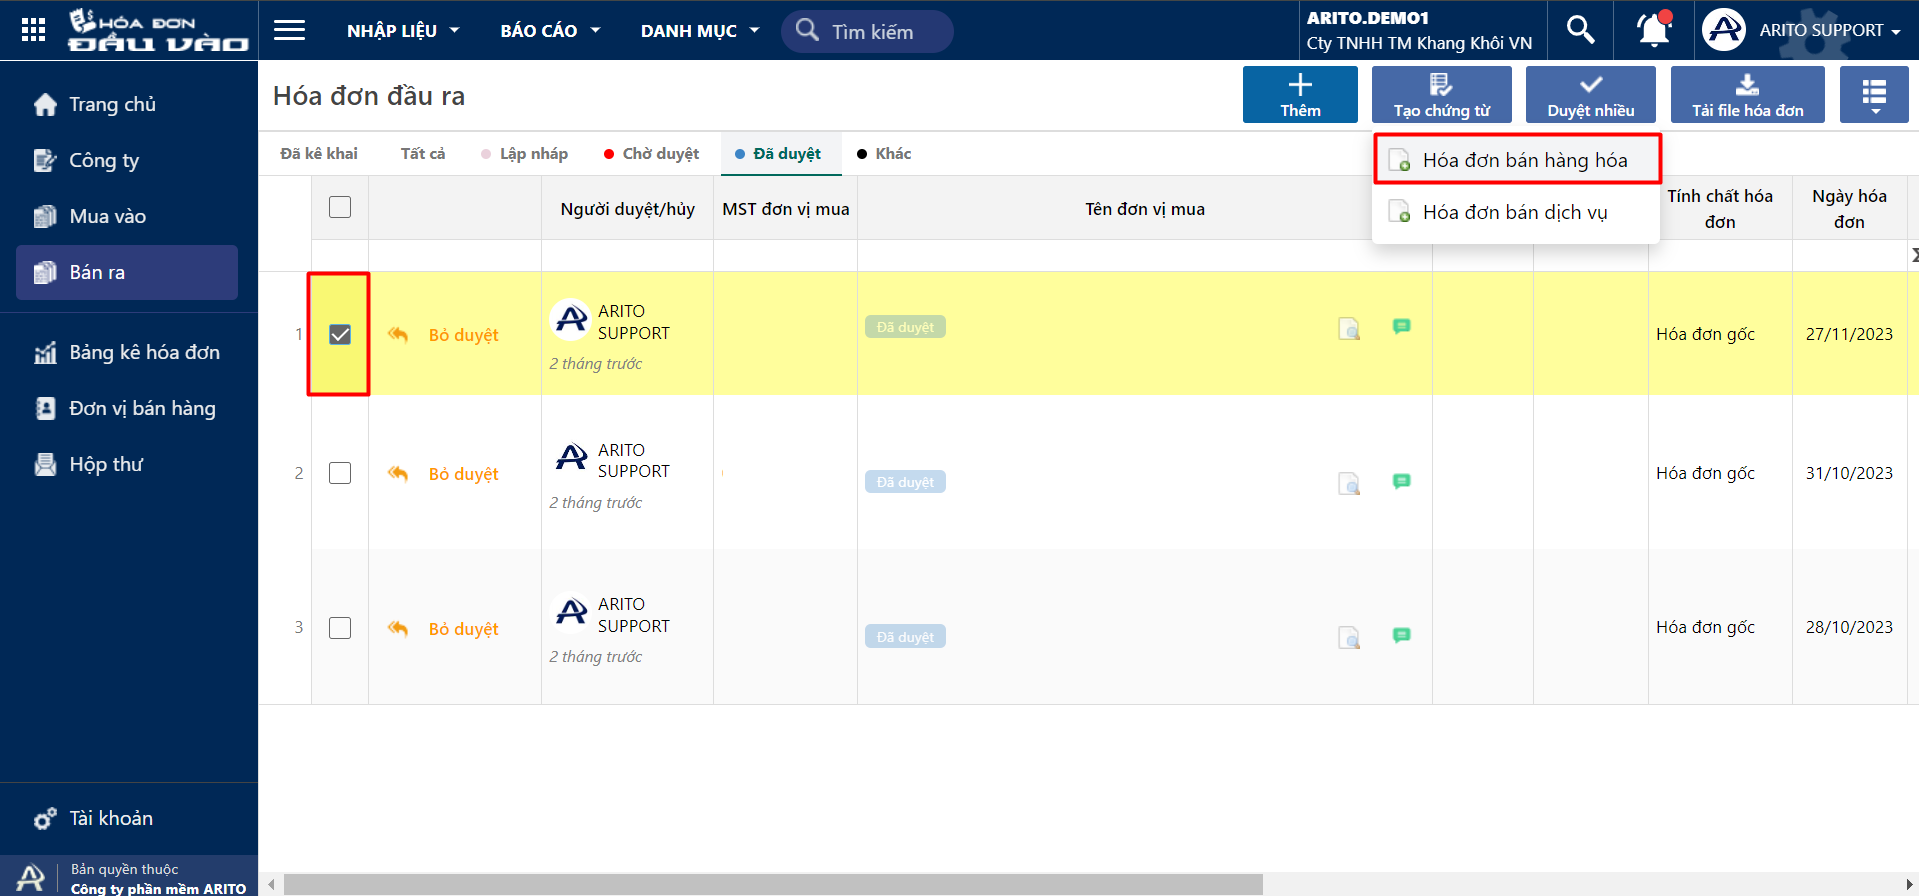 HÓA ĐƠN
ĐẦU VÀO
NHẬP LIỆU
BÁO CÁO
DANH MỤC
Tìm kiếm
ARITO.DEMO1
Cty TNHH TM Khang Khôi VN
ARITO SUPPORT
Trang chủ
Công ty
Mua vào
Bán ra
Bảng kê hóa đơn
Đơn vị bán hàng
Hộp thư
Tài khoản
Bản quyền thuộc
Công ty phần mềm ARITO
Hóa đơn đầu ra
Thêm
Tạo chứng từ
Duyệt nhiều
Tải file hóa đơn
Hóa đơn bán hàng hóa
Hóa đơn bán dịch vụ
Đã kê khai
Tất cả
Lập nháp
Chờ duyệt
Đã duyệt
Khác
Người duyệt/hủy
MST đơn vị mua
Tên đơn vị mua
Tính chất hóa
đơn
Ngày hóa
đơn
1
Bỏ duyệt
ARITO
SUPPORT
2 tháng trước
Đã duyệt
Hóa đơn gốc
27/11/2023
2
Bỏ duyệt
ARITO
SUPPORT
2 tháng trước
Đã duyệt
Hóa đơn gốc
31/10/2023
3
Bỏ duyệt
ARITO
SUPPORT
2 tháng trước
Đã duyệt
Hóa đơn gốc
28/10/2023